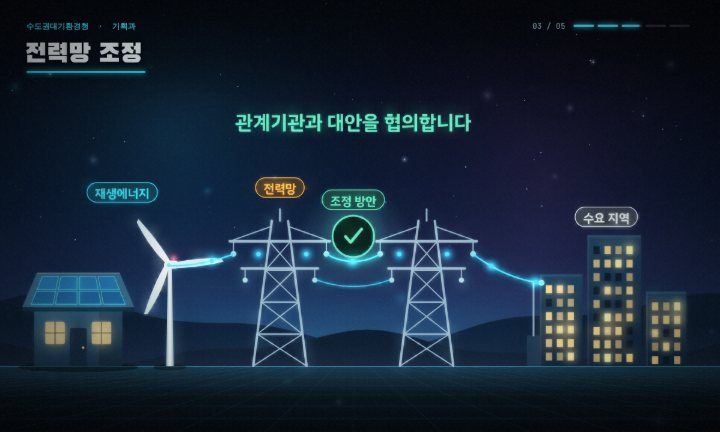 수도권대기환경청 · 기획과
03 / 05
전력망 조정
관계기관과 대안을 협의합니다
재생에너지
전력망
조정 방안
수요 지역